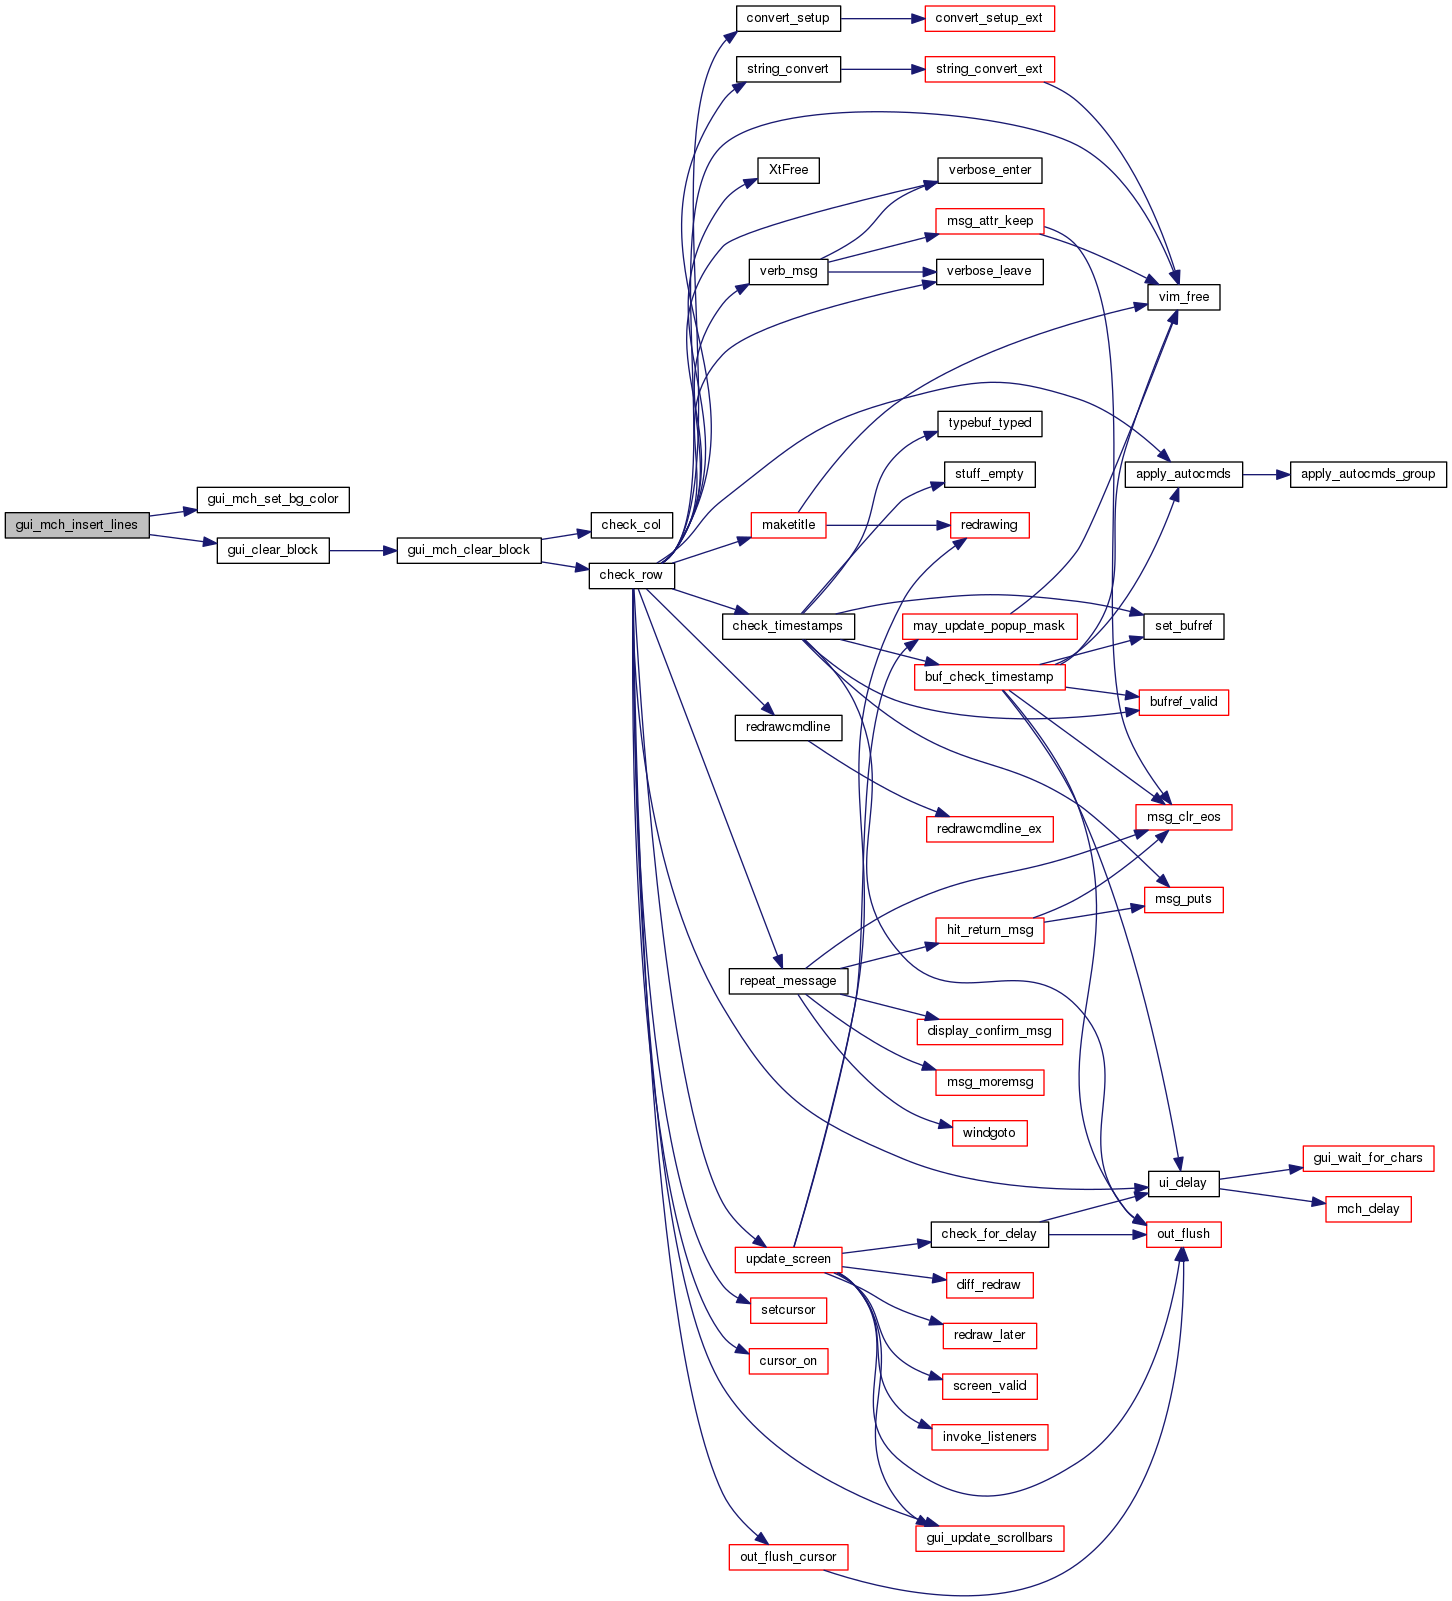 convert_setup
convert_setup_ext
string_convert
string_convert_ext
XtFree
verbose_enter
msg_attr_keep
verb_msg
verbose_leave
vim_free
typebuf_typed
stuff_empty
apply_autocmds
apply_autocmds_group
gui_mch_set_bg_color
gui_mch_insert_lines
check_col
maketitle
redrawing
gui_clear_block
gui_mch_clear_block
check_row
check_timestamps
may_update_popup_mask
set_bufref
buf_check_timestamp
bufref_valid
redrawcmdline
msg_clr_eos
redrawcmdline_ex
msg_puts
hit_return_msg
repeat_message
display_confirm_msg
msg_moremsg
windgoto
gui_wait_for_chars
ui_delay
mch_delay
check_for_delay
out_flush
update_screen
diff_redraw
setcursor
redraw_later
cursor_on
screen_valid
invoke_listeners
gui_update_scrollbars
out_flush_cursor